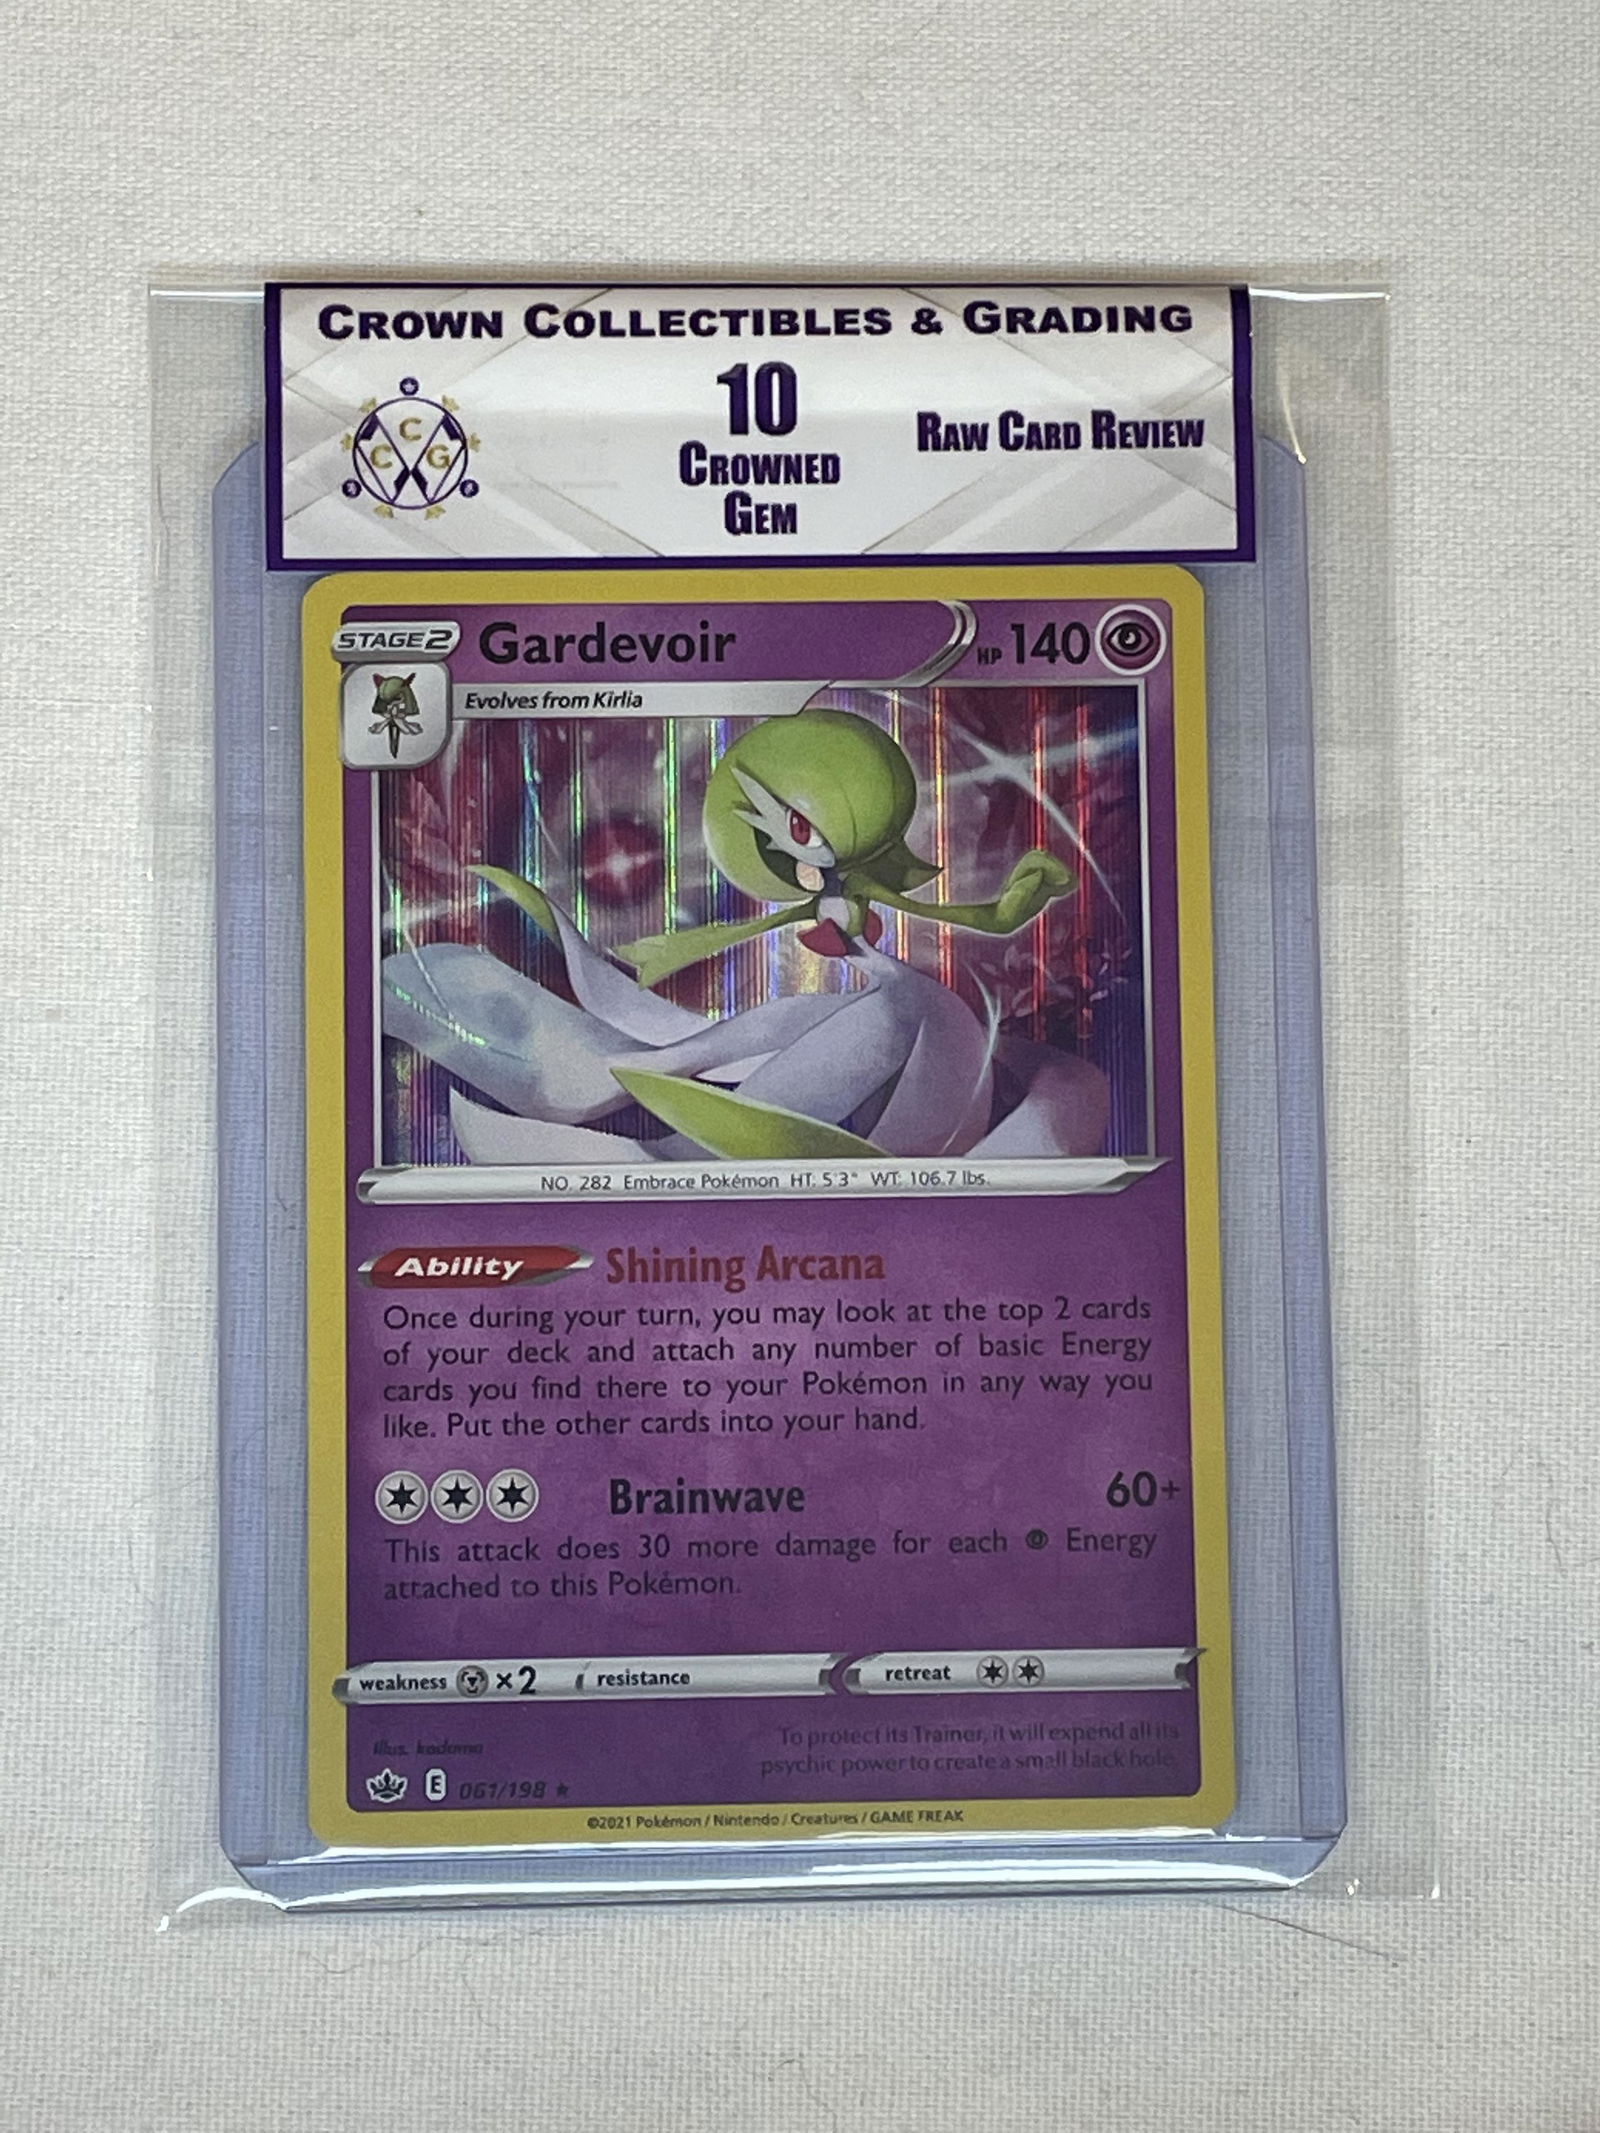 CROWN COLLECTIBLES & GRADING
C
C G
10
CROWNED
GEM
RAW CARD REVIEW
STAGE 2 Gardevoir HP 140
Evolves from Kirlia
NO. 282 Embrace Pokémon HT: 5'3" WT: 106.7 lbs.
Ability Shining Arcana
Once during your turn, you may look at the top 2 cards
of your deck and attach any number of basic Energy
cards you find there to your Pokémon in any way you
like. Put the other cards into your hand.
Brainwave 60+
This attack does 30 more damage for each Energy
attached to this Pokémon.
weakness ×2 resistance retreat
Illus. kodama
To protect its Trainer, it will expend all its
psychic power to create a small black hole.
E 061/198 ★
©2021 Pokémon / Nintendo / Creatures / GAME FREAK